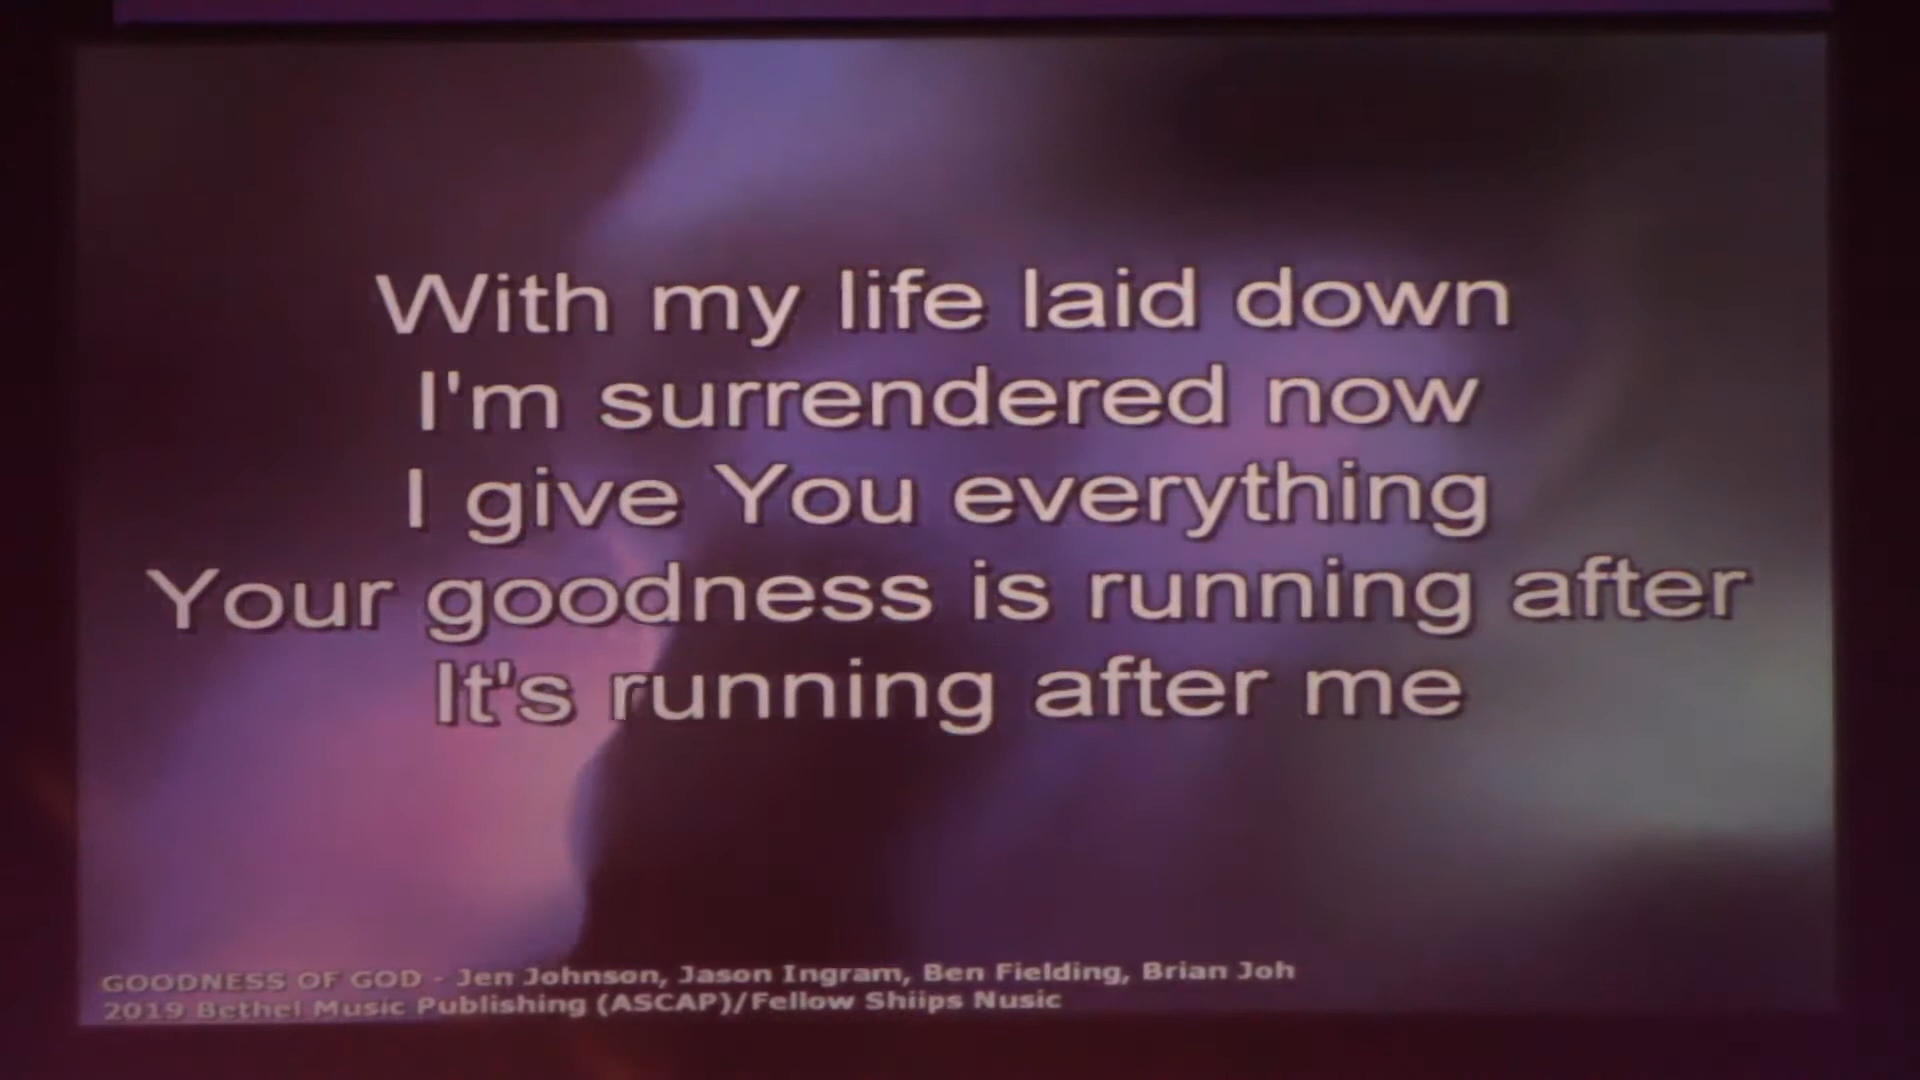 With my life laid down
I'm surrendered now
I give You everything
Your goodness is running after
It's running after me
GOODNESS OF GOD - Jen Johnson, Jason Ingram, Ben Fielding, Brian Joh
2019 Bethel Music Publishing (ASCAP)/Fellow Shiips Nusic